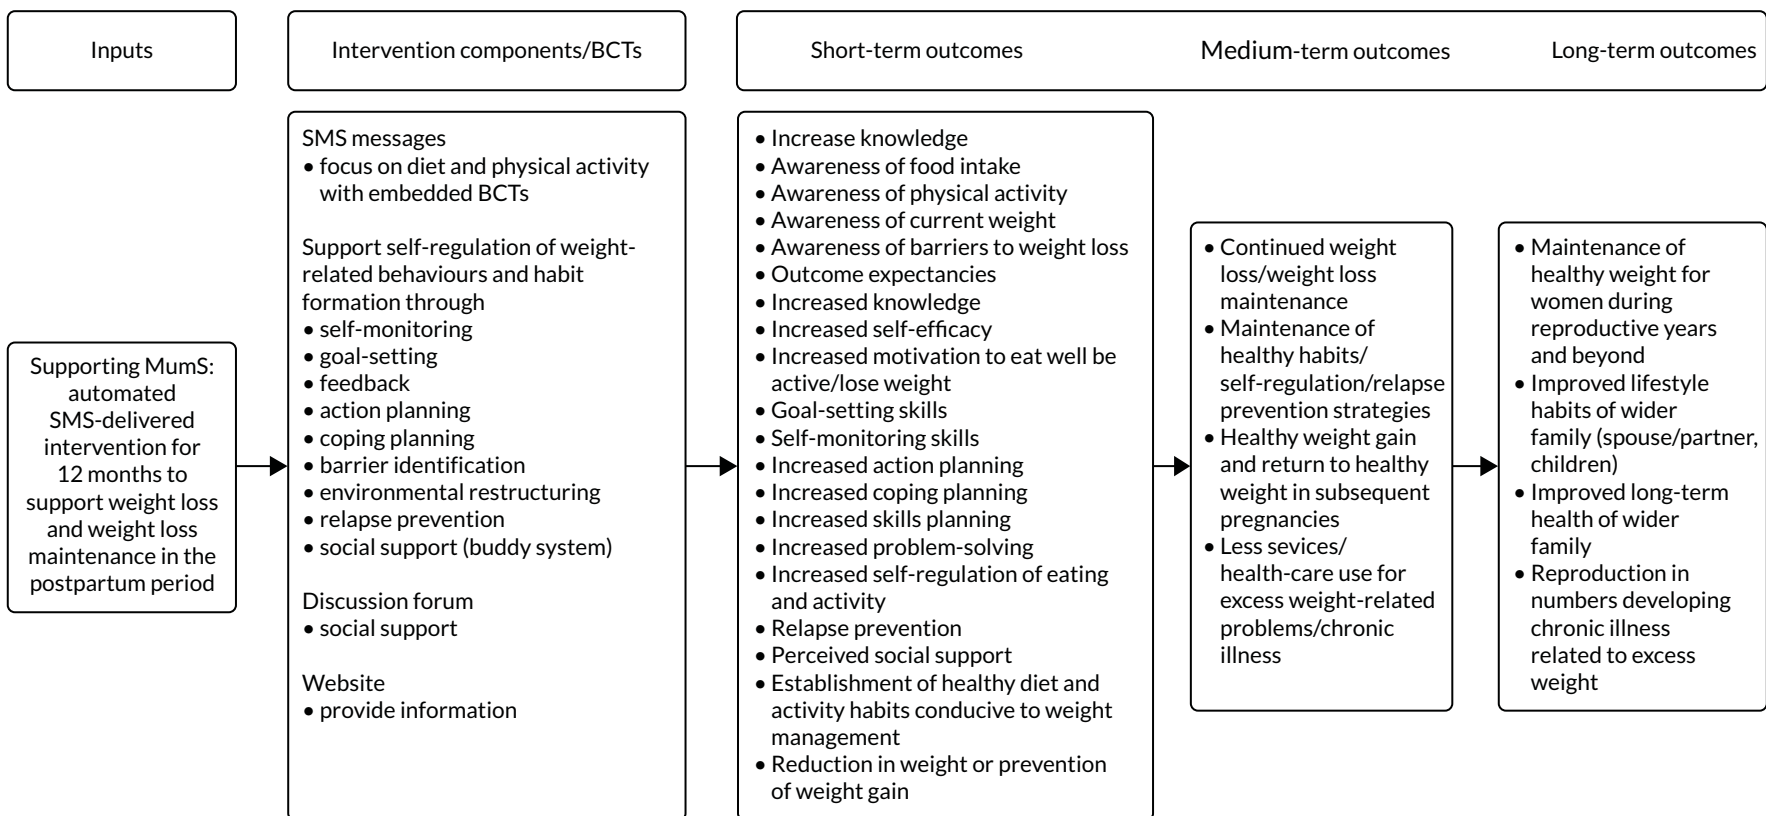 Inputs
Intervention components/BCTs
Short-term outcomes
Medium-term outcomes
Long-term outcomes
Supporting MumS:
automated
SMS-delivered
intervention for
12 months to
support weight loss
and weight loss
maintenance in the
postpartum period
SMS messages
• focus on diet and physical activity
with embedded BCTs
Support self-regulation of weight-
related behaviours and habit
formation through
• self-monitoring
• goal-setting
• feedback
• action planning
• coping planning
• barrier identification
• environmental restructuring
• relapse prevention
• social support (buddy system)
Discussion forum
• social support
Website
• provide information
• Increase knowledge
• Awareness of food intake
• Awareness of physical activity
• Awareness of current weight
• Awareness of barriers to weight loss
• Outcome expectancies
• Increased knowledge
• Increased self-efficacy
• Increased motivation to eat well be
active/lose weight
• Goal-setting skills
• Self-monitoring skills
• Increased action planning
• Increased coping planning
• Increased skills planning
• Increased problem-solving
• Increased self-regulation of eating
and activity
• Relapse prevention
• Perceived social support
• Establishment of healthy diet and
activity habits conducive to weight
management
• Reduction in weight or prevention
of weight gain
• Continued weight
loss/weight loss
maintenance
• Maintenance of
healthy habits/
self-regulation/relapse
prevention strategies
• Healthy weight gain
and return to healthy
weight in subsequent
pregnancies
• Less sevices/
health-care use for
excess weight-related
problems/chronic
illness
• Maintenance of
healthy weight for
women during
reproductive years
and beyond
• Improved lifestyle
habits of wider
family (spouse/partner,
children)
• Improved long-term
health of wider
family
• Reproduction in
numbers developing
chronic illness
related to excess
weight